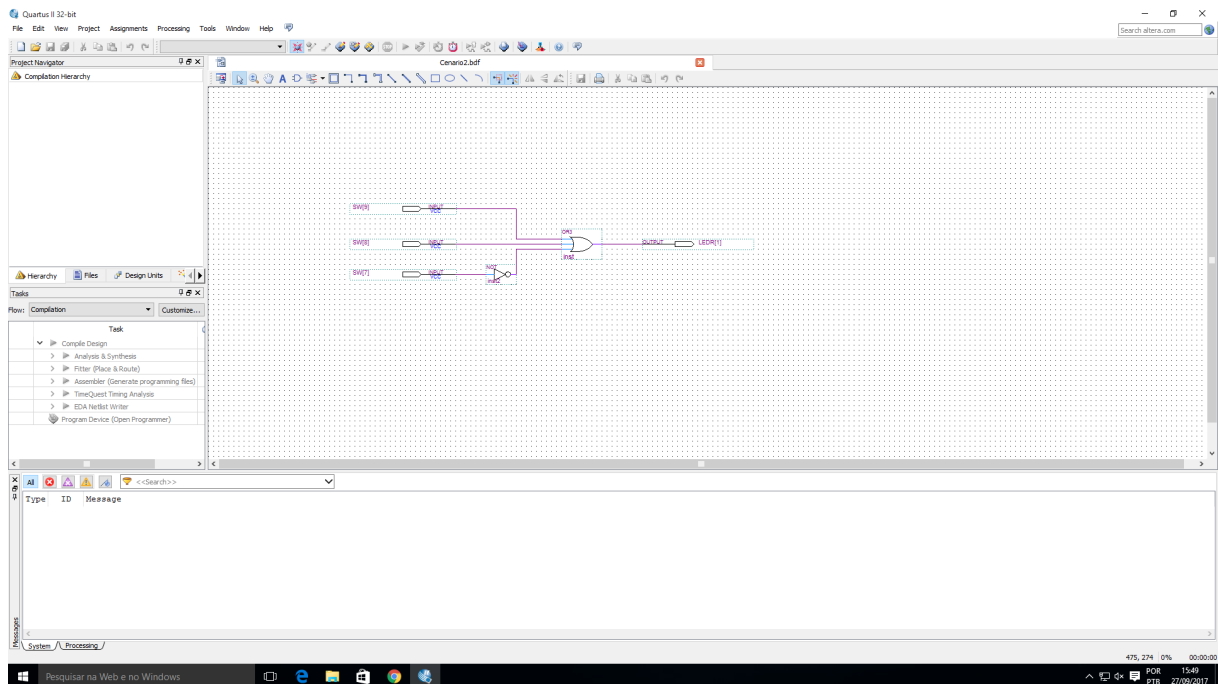 Quartus II 32-bit
File Edit View Project Assignments Processing Tools Window Help
Search altera.com
Project Navigator
Cenario2.bdf
Compilation Hierarchy
SW[9] INPUT VCC
OR3
SW[8] INPUT VCC
OUTPUT LEDR[1]
NOT
SW[7] INPUT VCC
inst2
Hierarchy Files Design Units
Tasks
Flow: Compilation Customize...
Task
Compile Design
Analysis & Synthesis
Fitter (Place & Route)
Assembler (Generate programming files)
TimeQuest Timing Analysis
EDA Netlist Writer
Program Device (Open Programmer)
All <<Search>>
Type ID Message
Messages
System Processing
475, 274 0% 00:00:00
Pesquisar na Web e no Windows
POR 15:49
PTB 27/09/2017